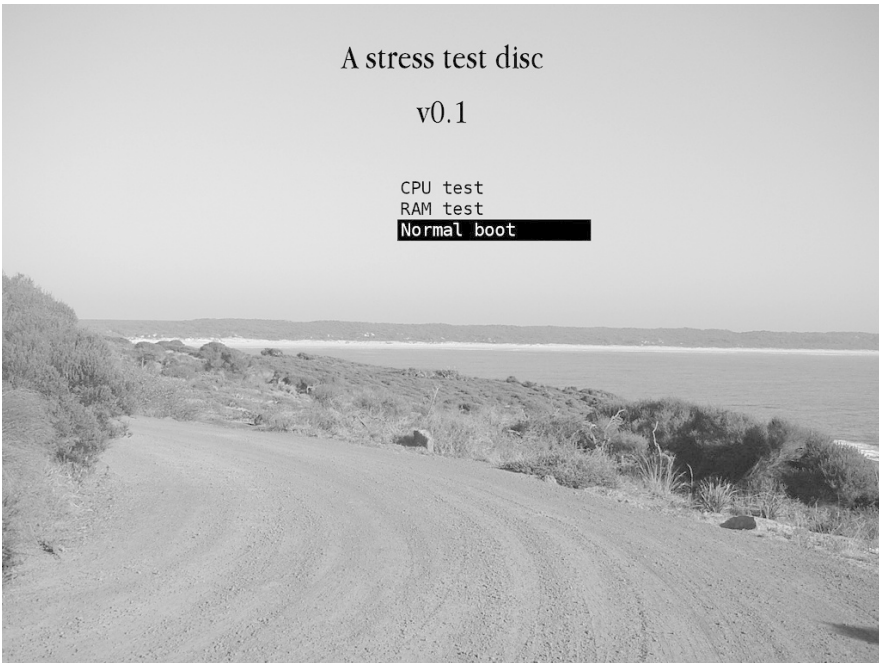 A stress test disc
v0.1
CPU test
RAM test
Normal boot